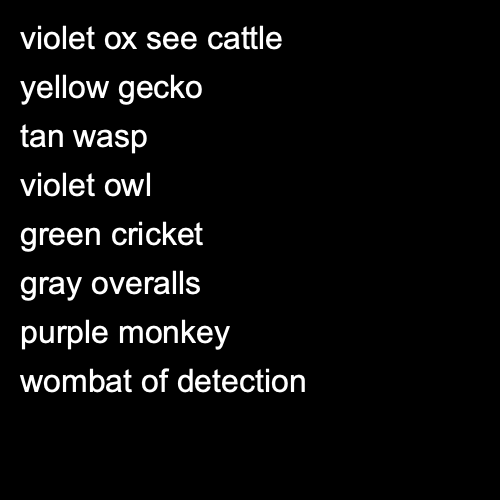 violet ox see cattle
yellow gecko
tan wasp
violet owl
green cricket
gray overalls
purple monkey
wombat of detection